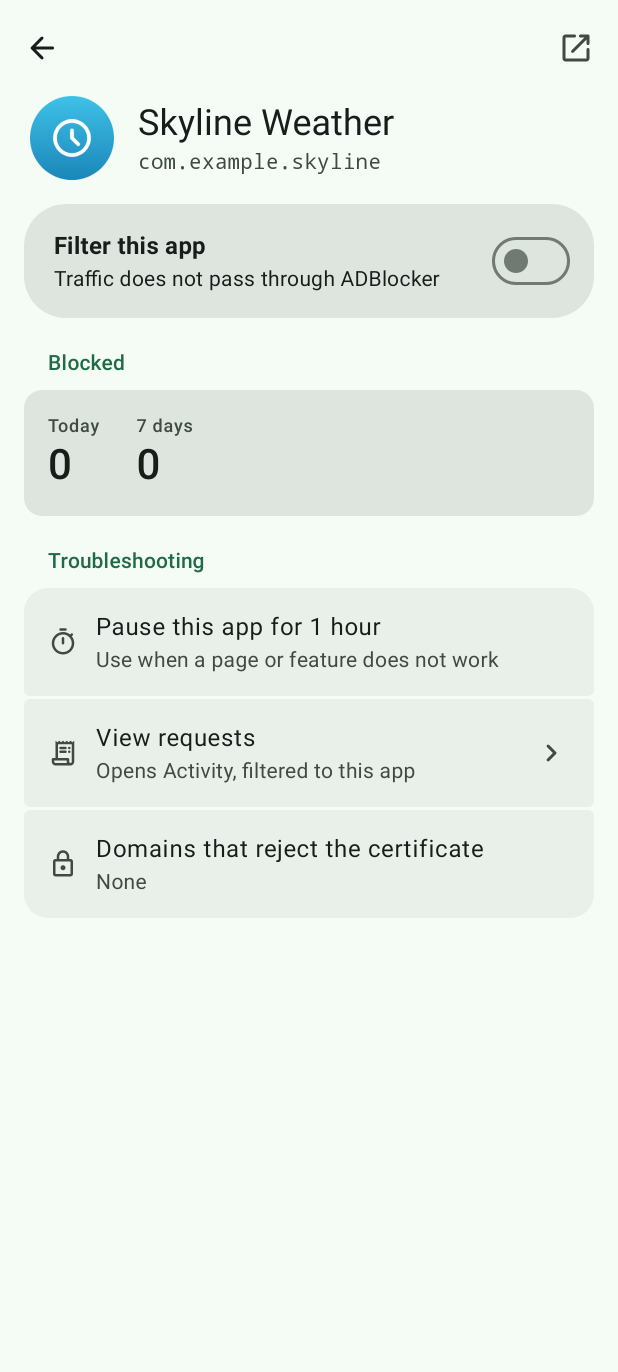 Skyline Weather
com.example.skyline
Filter this app
Traffic does not pass through ADBlocker
Blocked
Today 7 days
0 0
Troubleshooting
Pause this app for 1 hour
Use when a page or feature does not work
View requests
Opens Activity, filtered to this app
Domains that reject the certificate
None